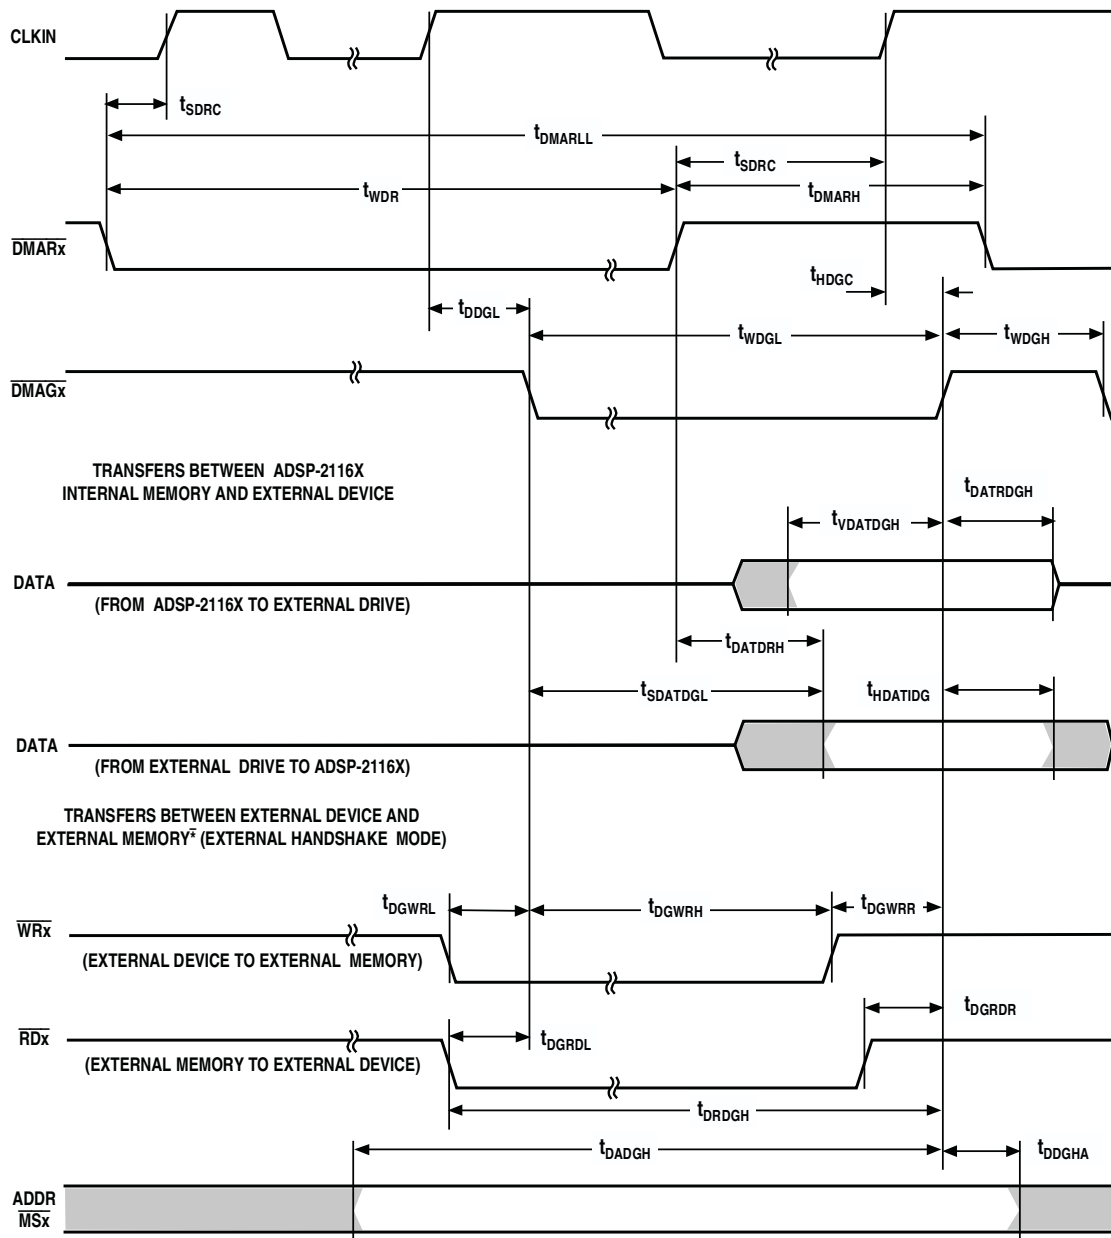 CLKIN
tSDRC
tDMARLL
tSDRC
tWDR
tDMARH
DMARx
tHDGC
tDDGL
tWDGL
tWDGH
DMAGx
TRANSFERS BETWEEN ADSP-2116X
INTERNAL MEMORY AND EXTERNAL DEVICE
tDATRDGH
tVDATDGH
DATA
(FROM ADSP-2116X TO EXTERNAL DRIVE)
tDATDRH
tSDATDGL
tHDATIDG
DATA
(FROM EXTERNAL DRIVE TO ADSP-2116X)
TRANSFERS BETWEEN EXTERNAL DEVICE AND
EXTERNAL MEMORY* (EXTERNAL HANDSHAKE MODE)
tDGWRL
tDGWRH
tDGWRR
WRx
(EXTERNAL DEVICE TO EXTERNAL MEMORY)
tDGRDR
RDx
tDGRDL
(EXTERNAL MEMORY TO EXTERNAL DEVICE)
tDRDGH
tDADGH
tDDGHA
ADDR
MSx